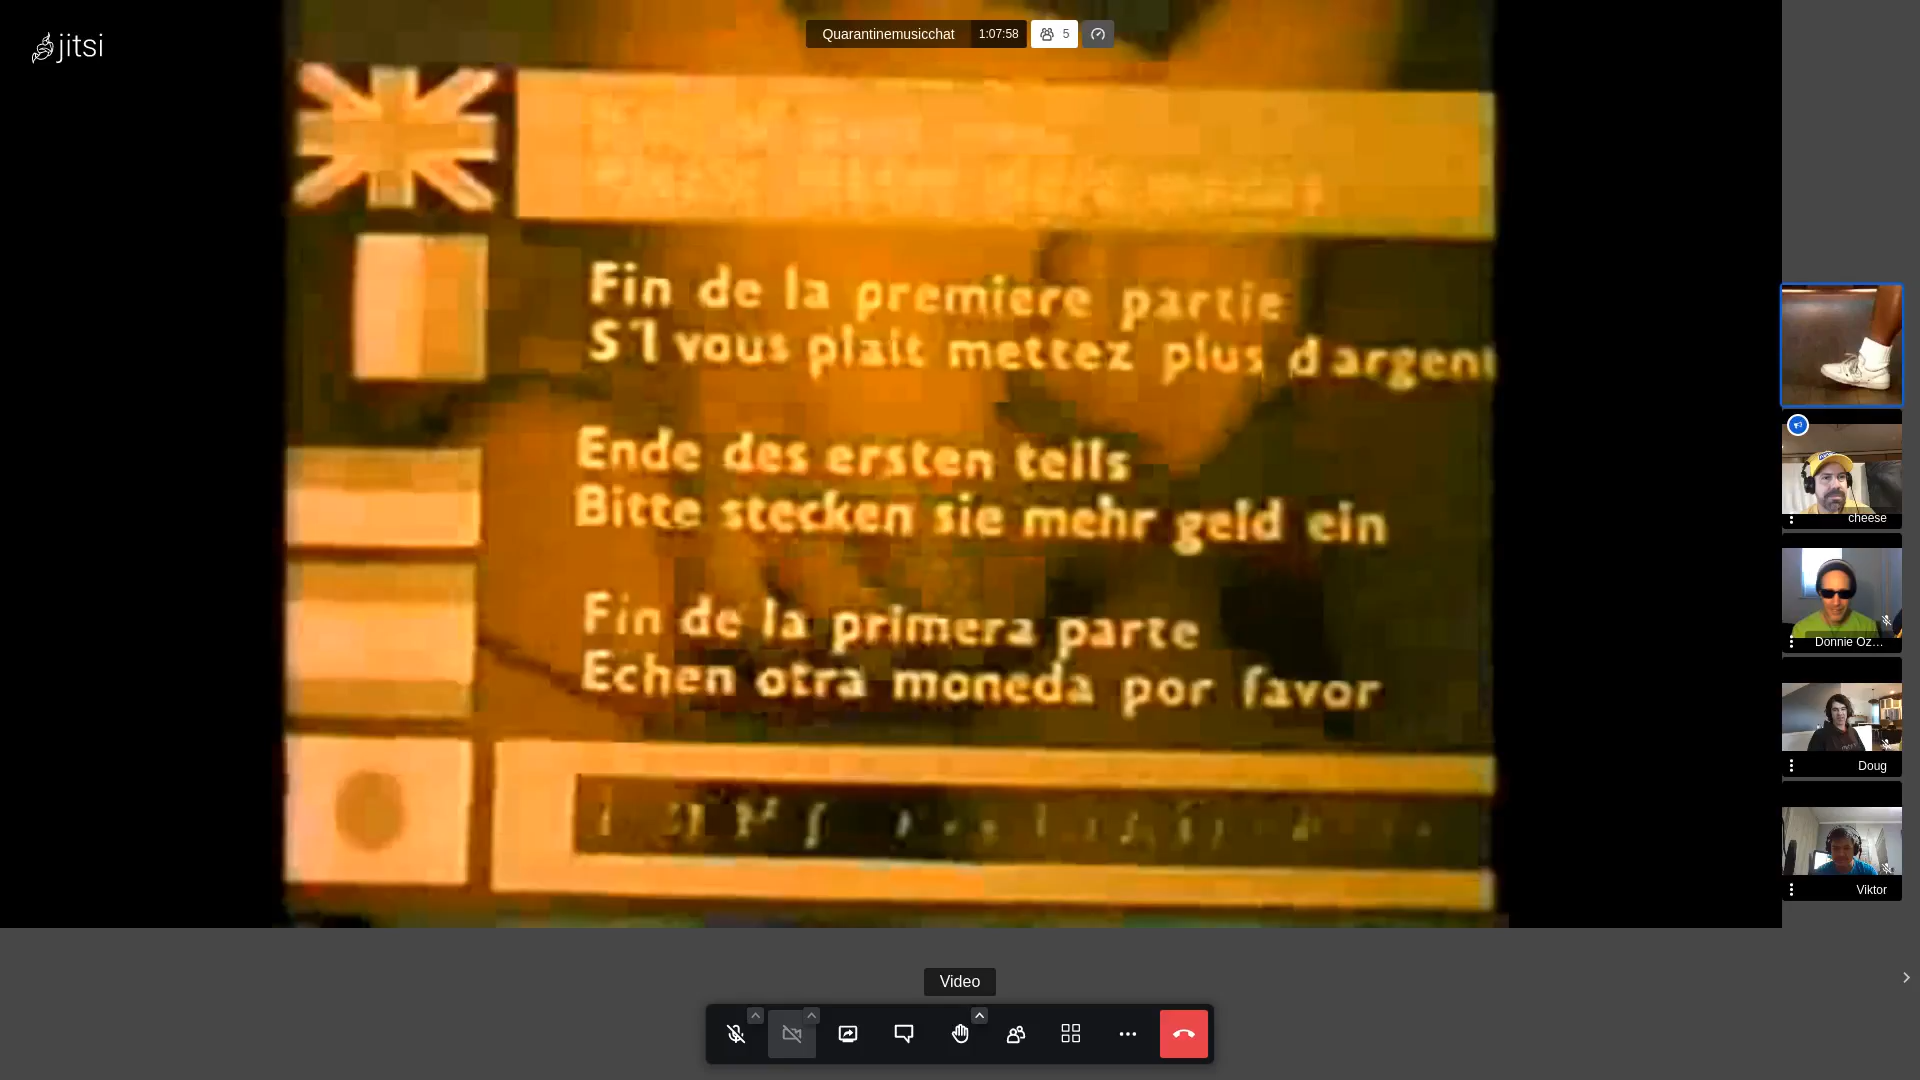 jitsi
Quarantinemusicchat
1:07:58
5
Fin de la premiere partie
S'il vous plait mettez plus d'argent
Ende des ersten teils
Bitte stecken sie mehr geld ein
Fin de la primera parte
Echen otra moneda por favor
cheese
Donnie Oz...
Doug
Viktor
Video